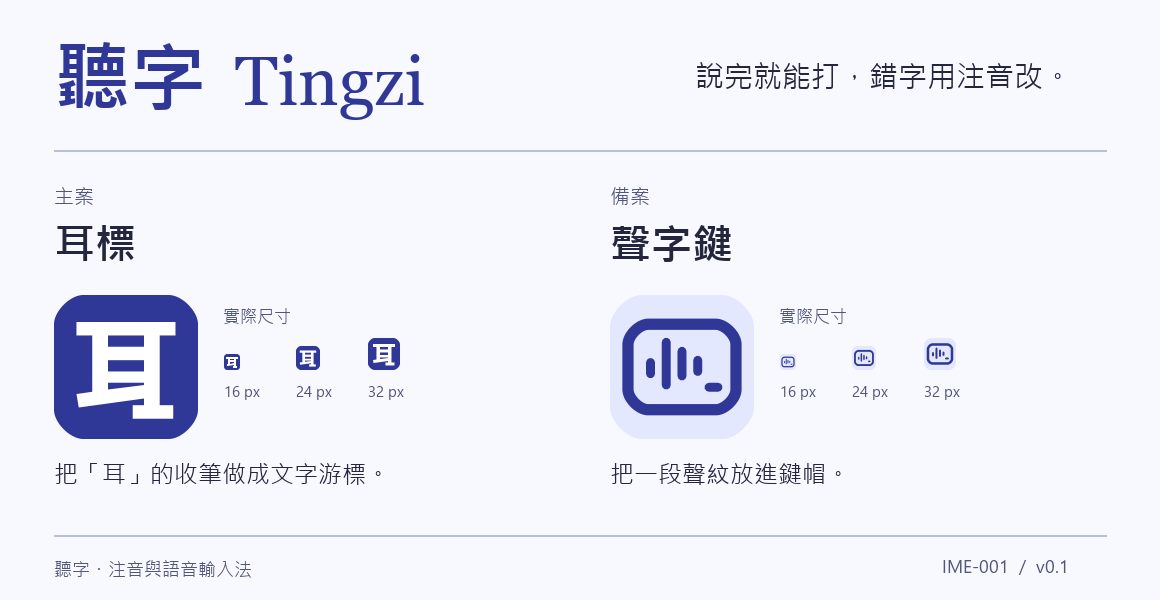 聽字 Tingzi
說完就能打，錯字用注音改。
主案
耳標
耳
實際尺寸
耳 耳 耳
16 px 24 px 32 px
把「耳」的收筆做成文字游標。
備案
聲字鍵
實際尺寸
16 px 24 px 32 px
把一段聲紋放進鍵帽。
聽字 · 注音與語音輸入法
IME-001 / v0.1